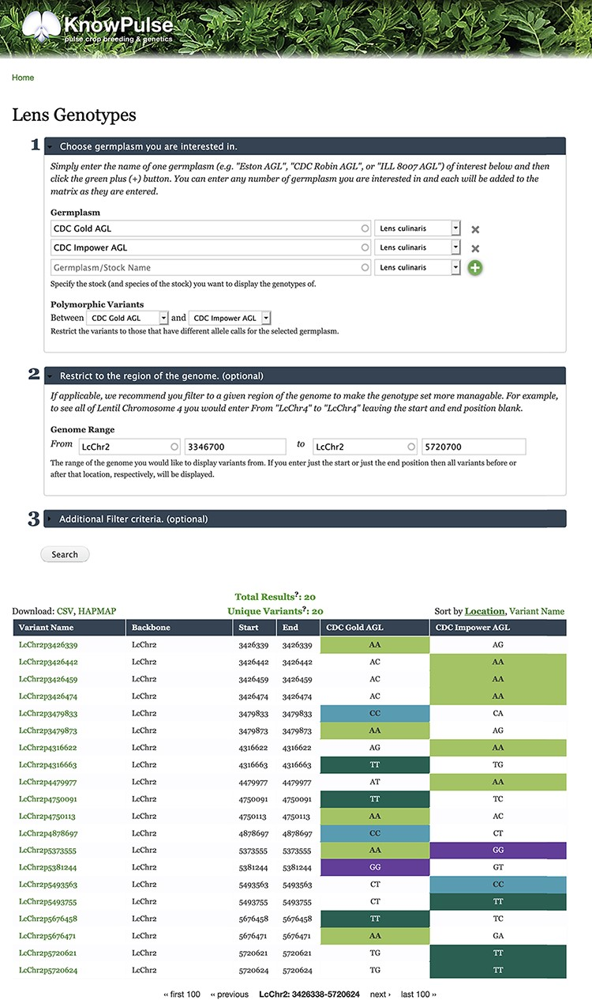 KnowPulse
pulse crop breeding & genetics
Home
Lens Genotypes
1 Choose germplasm you are interested in.
Simply enter the name of one germplasm (e.g. "Eston AGL", "CDC Robin AGL", or "ILL 8007 AGL") of interest below and then
click the green plus (+) button. You can enter any number of germplasm you are interested in and each will be added to the
matrix as they are entered.
Germplasm
CDC Gold AGL Lens culinaris
CDC Impower AGL Lens culinaris
Germplasm/Stock Name Lens culinaris
Specify the stock (and species of the stock) you want to display the genotypes of.
Polymorphic Variants
Between CDC Gold AGL and CDC Impower AGL
Restrict the variants to those that have different allele calls for the selected germplasm.
2 Restrict to the region of the genome. (optional)
If applicable, we recommend you filter to a given region of the genome to make the genotype set more managable. For example,
to see all of Lentil Chromosome 4 you would enter From "LcChr4" to "LcChr4" leaving the start and end position blank.
Genome Range
From LcChr2 3346700 to LcChr2 5720700
The range of the genome you would like to display variants from. If you enter just the start or just the end position then all variants before or
after that location, respectively, will be displayed.
3 Additional Filter criteria. (optional)
Search
Total Results?: 20
Download: CSV, HAPMAP Unique Variants?: 20 Sort by Location, Variant Name
Variant Name Backbone Start End CDC Gold AGL CDC Impower AGL
LcChr2p3426339 LcChr2 3426339 3426339 AA AG
LcChr2p3426442 LcChr2 3426442 3426442 AC AA
LcChr2p3426459 LcChr2 3426459 3426459 AC AA
LcChr2p3426474 LcChr2 3426474 3426474 AC AA
LcChr2p3479833 LcChr2 3479833 3479833 CC CA
LcChr2p3479873 LcChr2 3479873 3479873 AA AG
LcChr2p4316622 LcChr2 4316622 4316622 AG AA
LcChr2p4316663 LcChr2 4316663 4316663 TT TG
LcChr2p4479977 LcChr2 4479977 4479977 AT AA
LcChr2p4750091 LcChr2 4750091 4750091 TT TC
LcChr2p4750113 LcChr2 4750113 4750113 AA AC
LcChr2p4878697 LcChr2 4878697 4878697 CC CT
LcChr2p5373555 LcChr2 5373555 5373555 AA GG
LcChr2p5381244 LcChr2 5381244 5381244 GG GT
LcChr2p5493563 LcChr2 5493563 5493563 CT CC
LcChr2p5493755 LcChr2 5493755 5493755 CT TT
LcChr2p5676458 LcChr2 5676458 5676458 TT TC
LcChr2p5676471 LcChr2 5676471 5676471 AA GA
LcChr2p5720621 LcChr2 5720621 5720621 TG TT
LcChr2p5720624 LcChr2 5720624 5720624 TG TT
‹‹ first 100 ‹‹ previous LcChr2: 3426338-5720624 next › last 100 ››